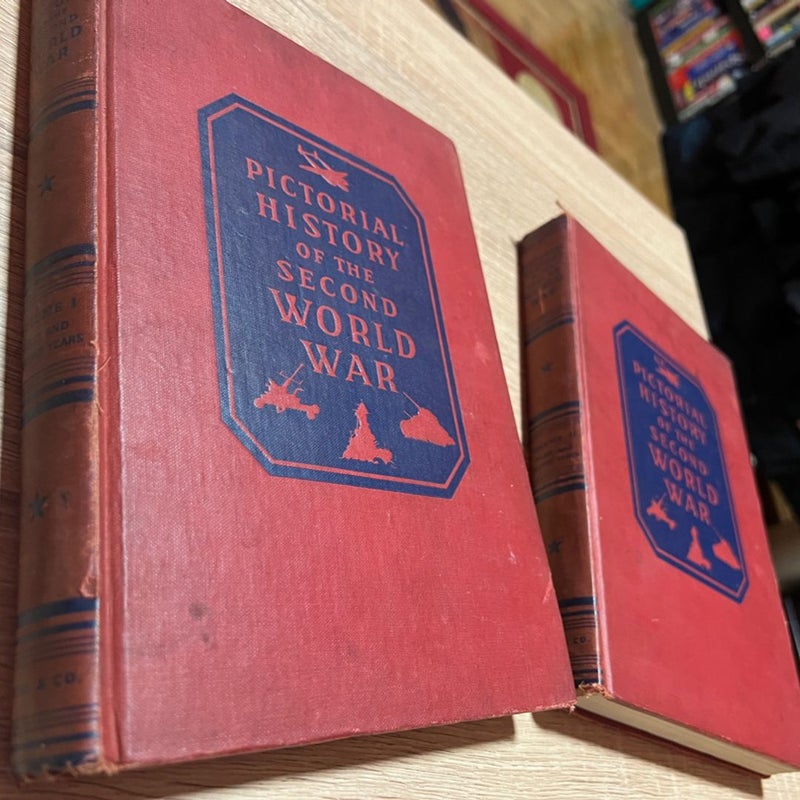 WORLD
WAR
AND
YEARS
& CO.
PICTORIAL
HISTORY
OF THE
SECOND
WORLD
WAR
PICTORIAL
HISTORY
OF THE
SECOND
WORLD
WAR
CO